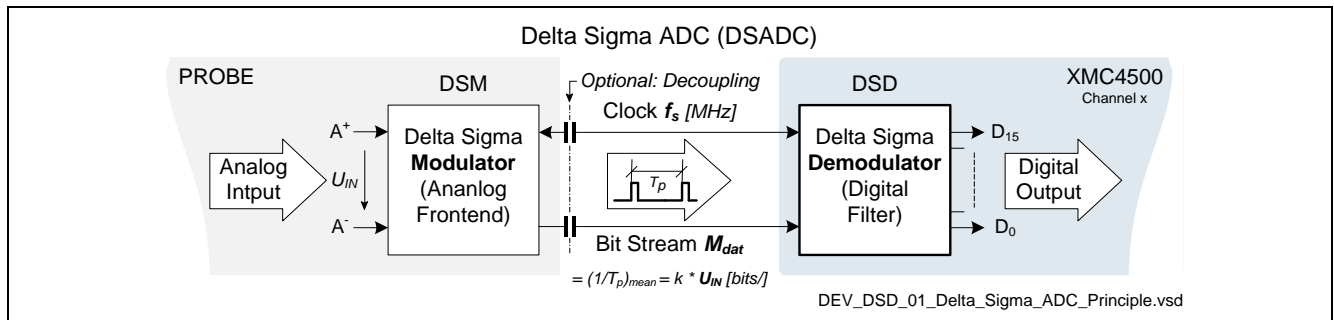 Delta Sigma ADC (DSADC)
PROBE
DSM
Optional: Decoupling
DSD
XMC4500
Channel x
Clock fs [MHz]
A+
Delta Sigma
Modulator
(Ananlog
Frontend)
Delta Sigma
Demodulator
(Digital
Filter)
D15
Analog
Intput
UIN
Tp
Digital
Output
A-
D0
Bit Stream Mdat
= (1/Tp)mean = k * UIN [bits/]
DEV_DSD_01_Delta_Sigma_ADC_Principle.vsd